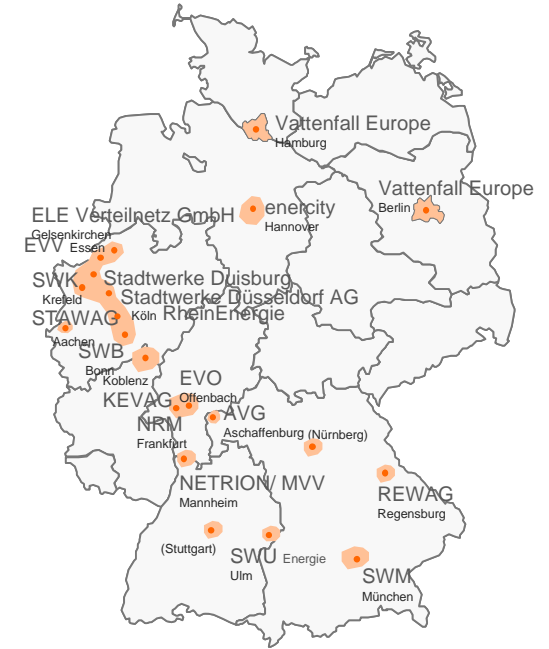 Vattenfall Europe
Hamburg
Vattenfall Europe
Berlin
ELE Verteilnetz GmbH
Gelsenkirchen
enercity
Hannover
EVV Essen
SWK
Krefeld
Stadtwerke Duisburg
Stadtwerke Düsseldorf AG
STAWAG
Aachen
Köln RheinEnergie
SWB
Bonn
Koblenz
KEVAG
EVO
Offenbach
NRM
Frankfurt
AVG
Aschaffenburg
(Nürnberg)
NETRION/ MVV
Mannheim
REWAG
Regensburg
(Stuttgart)
SWU Energie
Ulm
SWM
München